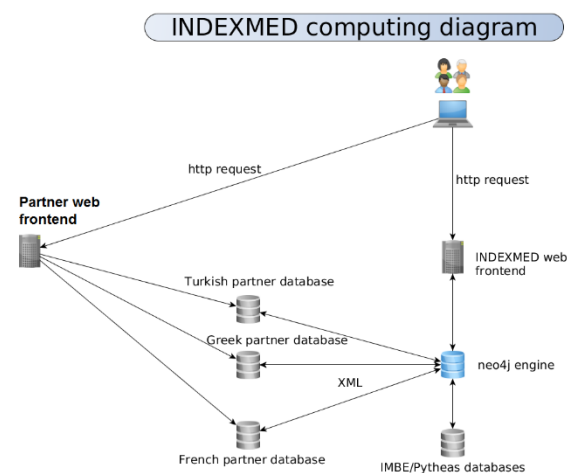 INDEXMED computing diagram
http request
http request
Partner web
frontend
INDEXMED web
frontend
Turkish partner database
Greek partner database
neo4j engine
XML
French partner database
IMBE/Pytheas databases